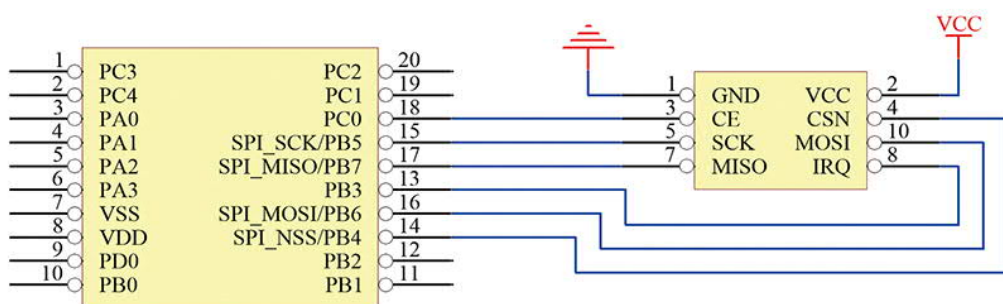 VCC
1 PC3 PC2 20
2 PC4 PC1 19
3 PA0 PC0 18
4 PA1 SPI_SCK/PB5 15
5 PA2 SPI_MISO/PB7 17
6 PA3 PB3 13
7 VSS SPI_MOSI/PB6 16
8 VDD SPI_NSS/PB4 14
9 PD0 PB2 12
10 PB0 PB1 11
1 GND VCC 2
3 CE CSN 4
5 SCK MOSI 10
7 MISO IRQ 8